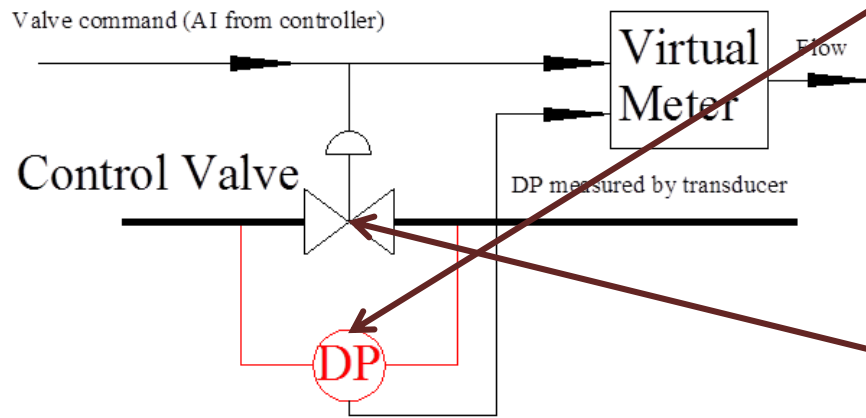 Valve command (AI from controller)
Virtual
Meter
Flow
Control Valve
DP measured by transducer
DP